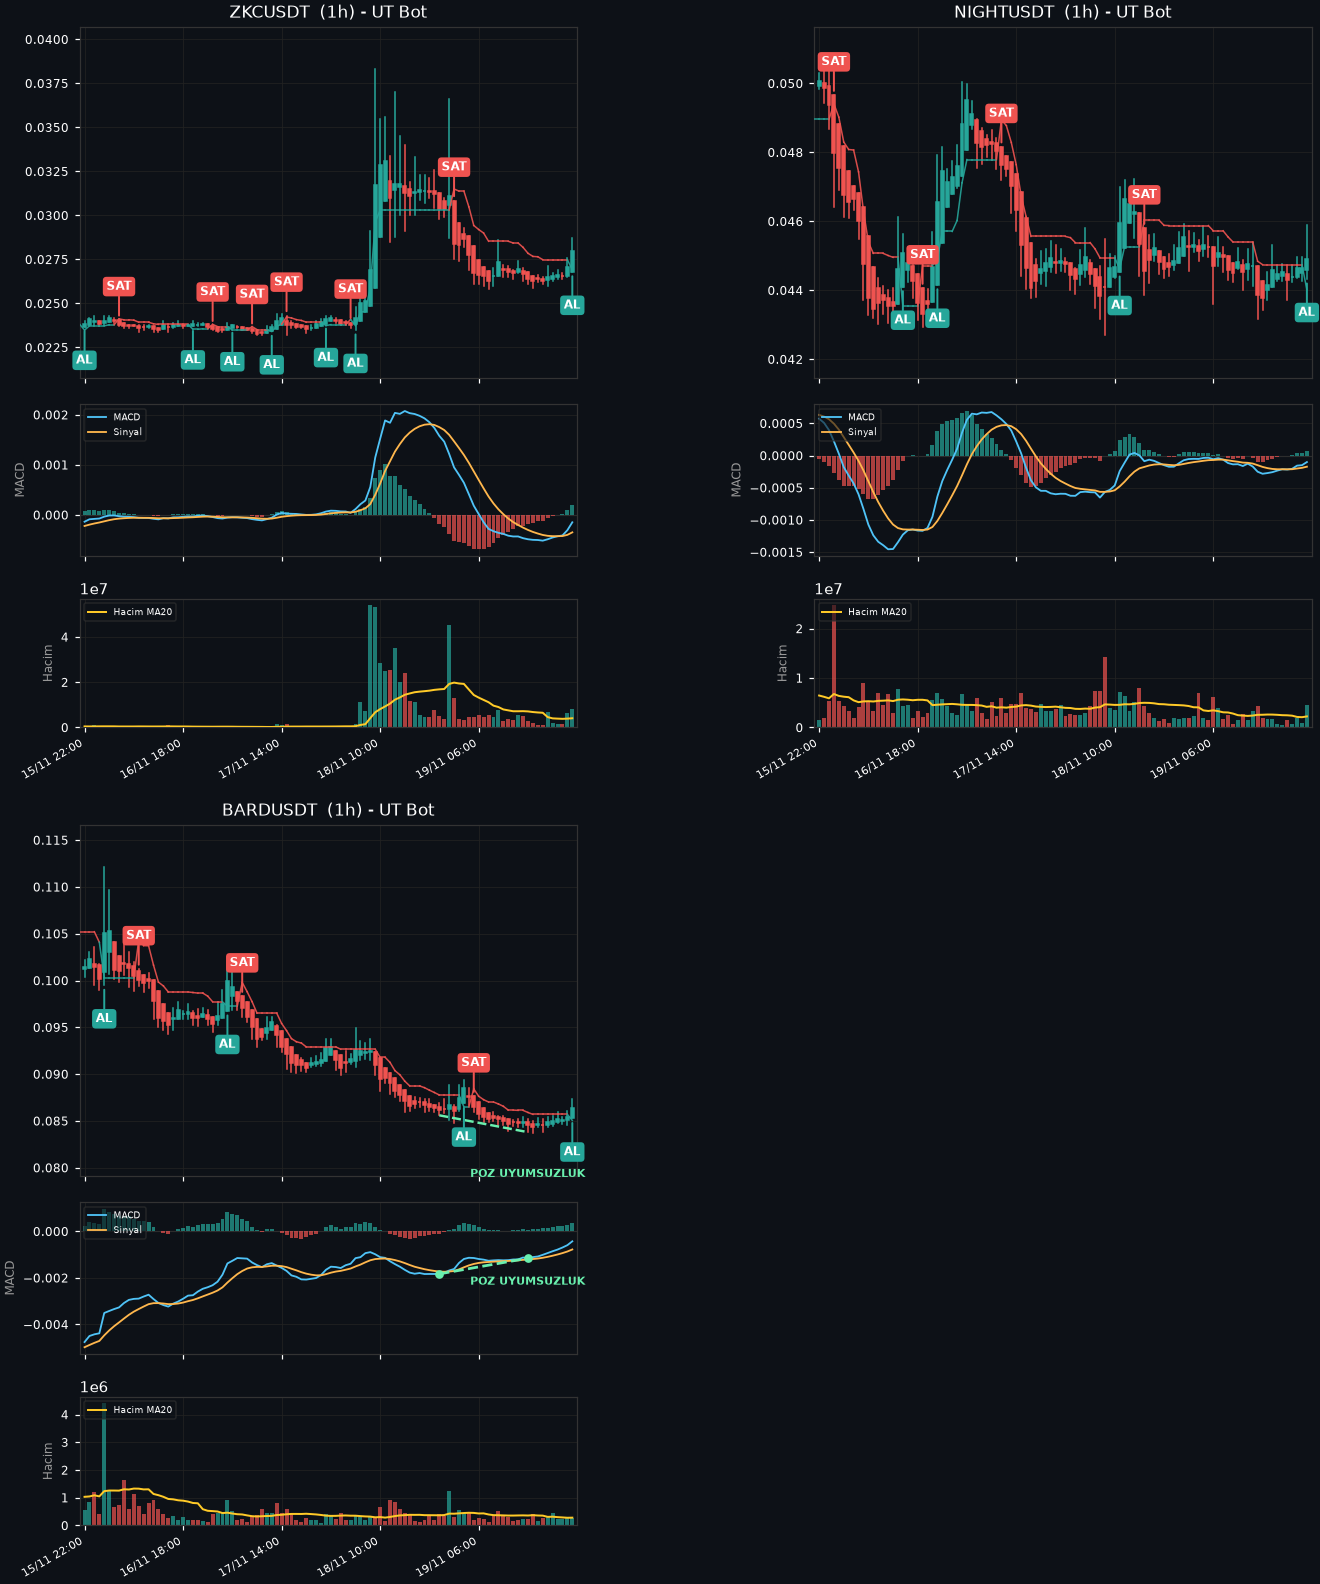 ZKCUSDT  (1h) - UT Bot
0.0400
0.0375
0.0350
0.0325
0.0300
0.0275
0.0250
0.0225
SAT
SAT
SAT
SAT
SAT
SAT
AL
AL
AL
AL
AL
AL
AL
MACD
0.002
0.001
0.000
MACD
Sinyal
1e7
Hacim
4
2
0
Hacim MA20
15/11 22:00
16/11 18:00
17/11 14:00
18/11 10:00
19/11 06:00
NIGHTUSDT  (1h) - UT Bot
0.050
0.048
0.046
0.044
0.042
SAT
SAT
SAT
SAT
AL
AL
AL
AL
MACD
0.0005
0.0000
−0.0005
−0.0010
−0.0015
MACD
Sinyal
1e7
Hacim
2
1
0
Hacim MA20
15/11 22:00
16/11 18:00
17/11 14:00
18/11 10:00
19/11 06:00
BARDUSDT  (1h) - UT Bot
0.115
0.110
0.105
0.100
0.095
0.090
0.085
0.080
SAT
SAT
SAT
AL
AL
AL
AL
POZ UYUMSUZLUK
MACD
0.000
−0.002
−0.004
MACD
Sinyal
POZ UYUMSUZLUK
1e6
Hacim
4
3
2
1
0
Hacim MA20
15/11 22:00
16/11 18:00
17/11 14:00
18/11 10:00
19/11 06:00